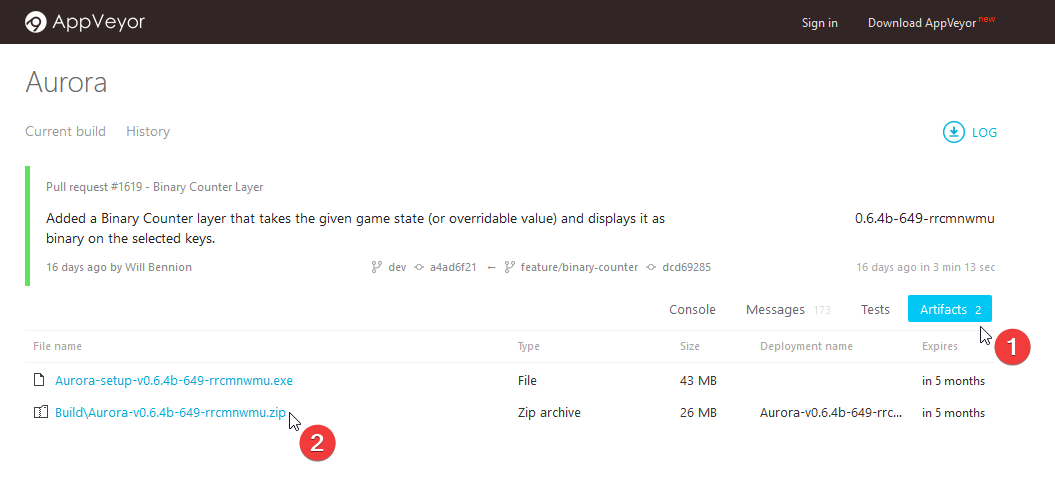 AppVeyor
Sign in
Download AppVeyor new
Aurora
Current build
History
LOG
Pull request #1619 - Binary Counter Layer
Added a Binary Counter layer that takes the given game state (or overridable value) and displays it as
binary on the selected keys.
0.6.4b-649-rrcmnwmu
16 days ago by Will Bennion
dev a4ad6f21 ← feature/binary-counter dcd69285
16 days ago in 3 min 13 sec
Console
Messages 173
Tests
Artifacts 2
1
File name Type Size Deployment name Expires
Aurora-setup-v0.6.4b-649-rrcmnwmu.exe File 43 MB in 5 months
Build\Aurora-v0.6.4b-649-rrcmnwmu.zip Zip archive 26 MB Aurora-v0.6.4b-649-rrc... in 5 months
2